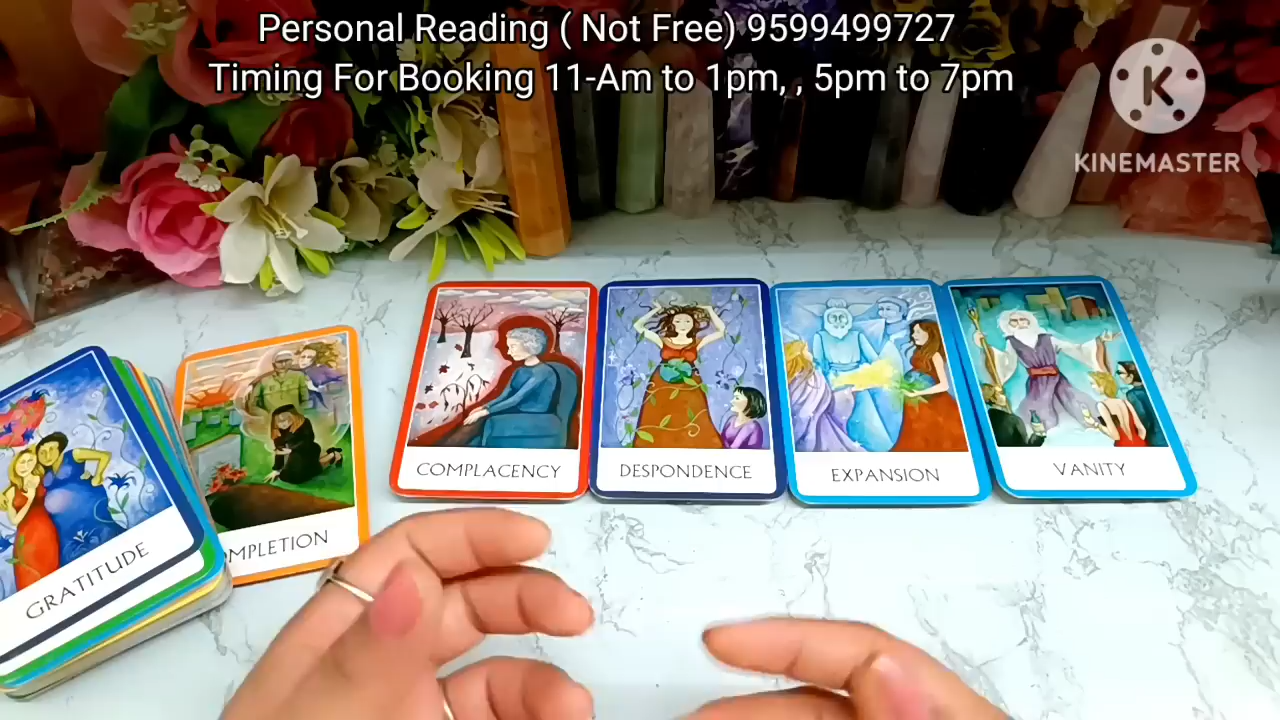 Personal Reading ( Not Free) 9599499727
Timing For Booking 11-Am to 1pm, , 5pm to 7pm
K
KINEMASTER
COMPLACENCY
DESPONDENCE
EXPANSION
VANITY
MPLETION
GRATITUDE